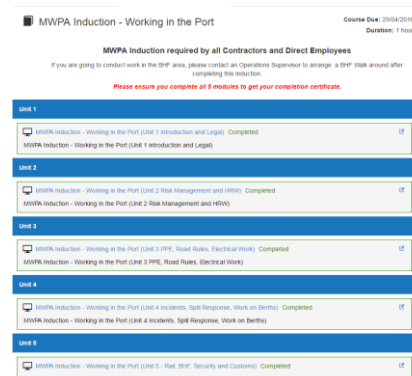 MWPA Induction - Working in the Port
Course Due: 29/04/2019
Duration: 1 hour
MWPA Induction required by all Contractors and Direct Employees
If you are going to conduct work in the BHF area, please contact an Operations Supervisor to arrange a BHF Walk around after
completing this induction.
Please ensure you complete all 5 modules to get your completion certificate.
Unit 1
MWPA Induction - Working in the Port (Unit 1 Introduction and Legal) Completed
MWPA Induction - Working in the Port (Unit 1 Introduction and Legal)
Unit 2
MWPA Induction - Working in the Port (Unit 2 Risk Management and HRW) Completed
MWPA Induction - Working in the Port (Unit 2 Risk Management and HRW)
Unit 3
MWPA Induction - Working in the Port (Unit 3 PPE, Road Rules, Electrical Work) Completed
MWPA Induction - Working in the Port (Unit 3 PPE, Road Rules, Electrical Work)
Unit 4
MWPA Induction - Working in the Port (Unit 4 Incidents, Spill Response, Work on Berths) Completed
MWPA Induction - Working in the Port (Unit 4 Incidents, Spill Response, Work on Berths)
Unit 5
MWPA Induction - Working in the Port (Unit 5 - Rail, BHF, Security and Customs) Completed